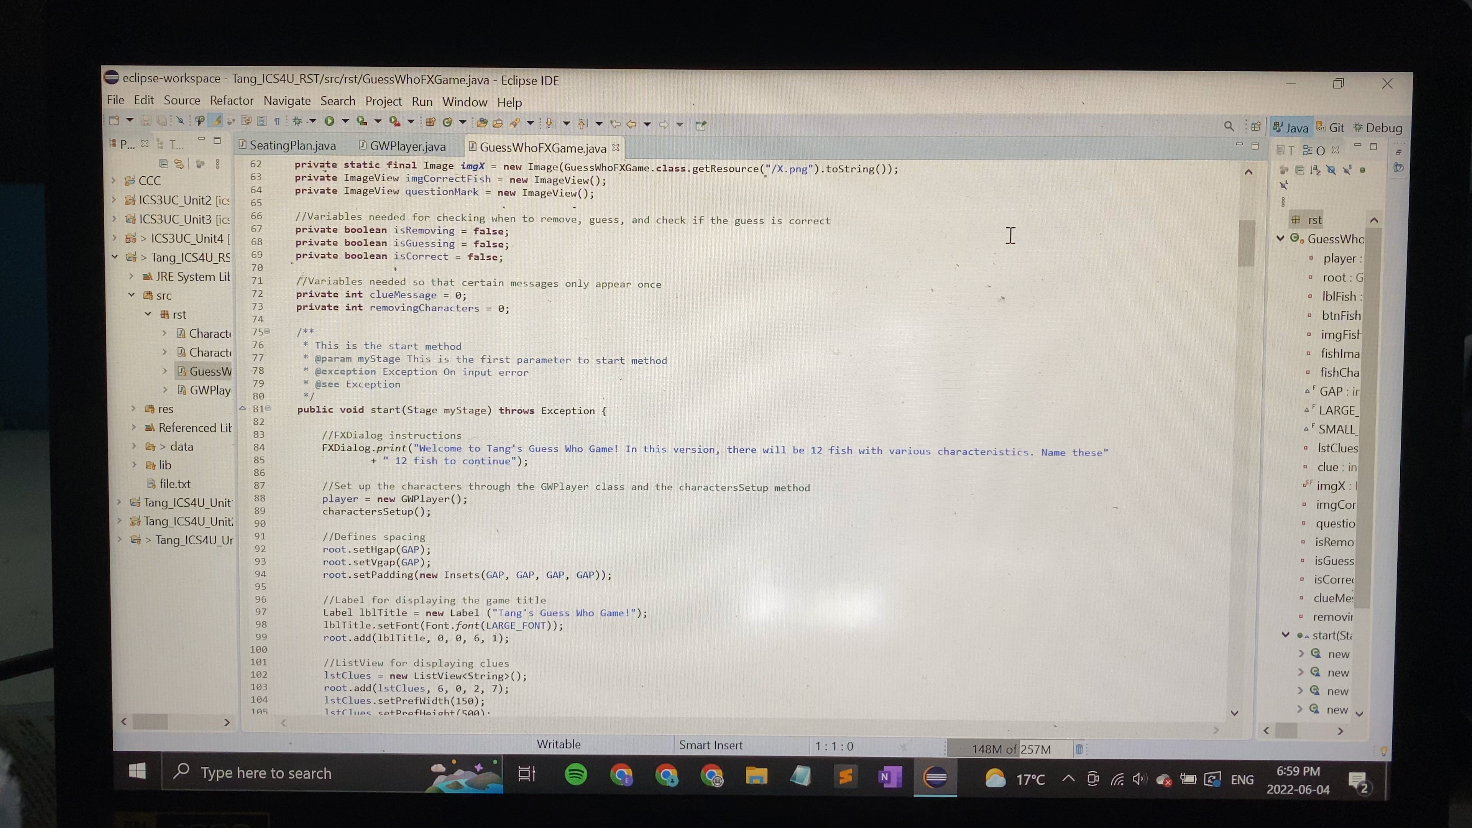 eclipse-workspace - Tang_ICS4U_RST/src/rst/GuessWhoFXGame.java - Eclipse IDE
File Edit Source Refactor Navigate Search Project Run Window Help
Java Git Debug
P... T...
SeatingPlan.java GWPlayer.java GuessWhoFXGame.java
CCC
ICS3UC_Unit2 [ics
ICS3UC_Unit3 [ics
> ICS3UC_Unit4 [
> Tang_ICS4U_RS
JRE System Lib
src
rst
Characte
Characte
GuessW
GWPlay
res
Referenced Lib
> data
> lib
file.txt
Tang_ICS4U_Unit
Tang_ICS4U_Unit
> Tang_ICS4U_Ur
62 private static final Image imgX = new Image(GuessWhoFXGame.class.getResource("/X.png").toString());
63 private ImageView imgCorrectFish = new ImageView();
64 private ImageView questionMark = new ImageView();
65
66 //Variables needed for checking when to remove, guess, and check if the guess is correct
67 private boolean isRemoving = false;
68 private boolean isGuessing = false;
69 private boolean isCorrect = false;
70
71 //Variables needed so that certain messages only appear once
72 private int clueMessage = 0;
73 private int removingCharacters = 0;
74
75 /**
76 * This is the start method
77 * @param myStage This is the first parameter to start method
78 * @exception Exception On input error
79 * @see Exception
80 */
81 public void start(Stage myStage) throws Exception {
82
83 //FXDialog instructions
84 FXDialog.print("Welcome to Tang's Guess Who Game! In this version, there will be 12 fish with various characteristics. Name these"
85 + " 12 fish to continue");
86
87 //Set up the characters through the GWPlayer class and the charactersSetup method
88 player = new GWPlayer();
89 charactersSetup();
90
91 //Defines spacing
92 root.setHgap(GAP);
93 root.setVgap(GAP);
94 root.setPadding(new Insets(GAP, GAP, GAP, GAP));
95
96 //Label for displaying the game title
97 Label lblTitle = new Label ("Tang's Guess Who Game!");
98 lblTitle.setFont(Font.font(LARGE_FONT));
99 root.add(lblTitle, 0, 0, 6, 1);
100
101 //ListView for displaying clues
102 lstClues = new ListView<String>();
103 root.add(lstClues, 6, 0, 2, 7);
104 lstClues.setPrefWidth(150);
105 lstClues.setPrefHeight(500);
rst
GuessWho
player :
root : G
lblFish :
btnFish
imgFish
fishIma
fishCha
GAP : ir
LARGE_
SMALL_
lstClues
clue : in
imgX : I
imgCor
questio
isRemo
isGuess
isCorre
clueMe
removir
start(Sta
new
new
new
new
Writable Smart Insert 1 : 1 : 0 148M of 257M
Type here to search
17°C ENG
6:59 PM
2022-06-04
2